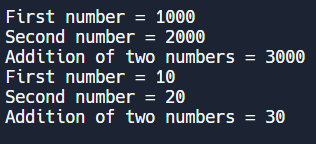 First number = 1000
Second number = 2000
Addition of two numbers = 3000
First number = 10
Second number = 20
Addition of two numbers = 30